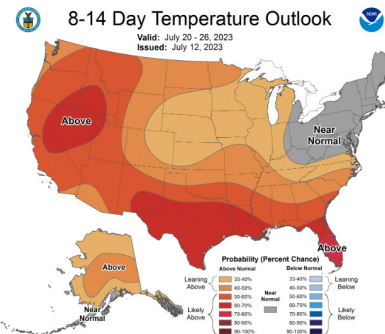 8-14 Day Temperature Outlook
Valid: July 20 - 26, 2023
Issued: July 12, 2023
Above
Near
Normal
Above
Above
Near
Normal
Probability (Percent Chance)
Above Normal
Below Normal
Leaning
Above
33-40%
40-50%
50-60%
60-70%
Likely
Above
70-80%
80-90%
90-100%
Near
Normal
33-40%
40-50%
50-60%
60-70%
70-80%
80-90%
90-100%
Leaning
Below
Likely
Below